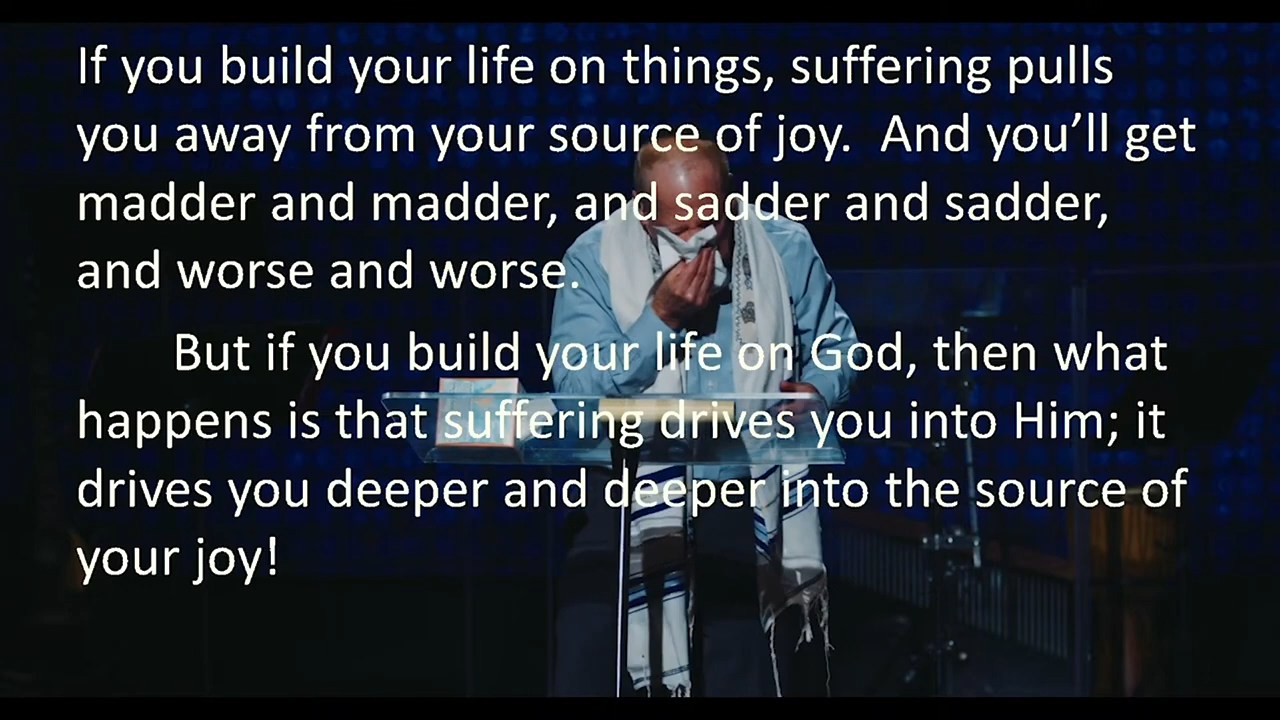 If you build your life on things, suffering pulls
you away from your source of joy.  And you’ll get
madder and madder, and sadder and sadder,
and worse and worse.
But if you build your life on God, then what
happens is that suffering drives you into Him; it
drives you deeper and deeper into the source of
your joy!